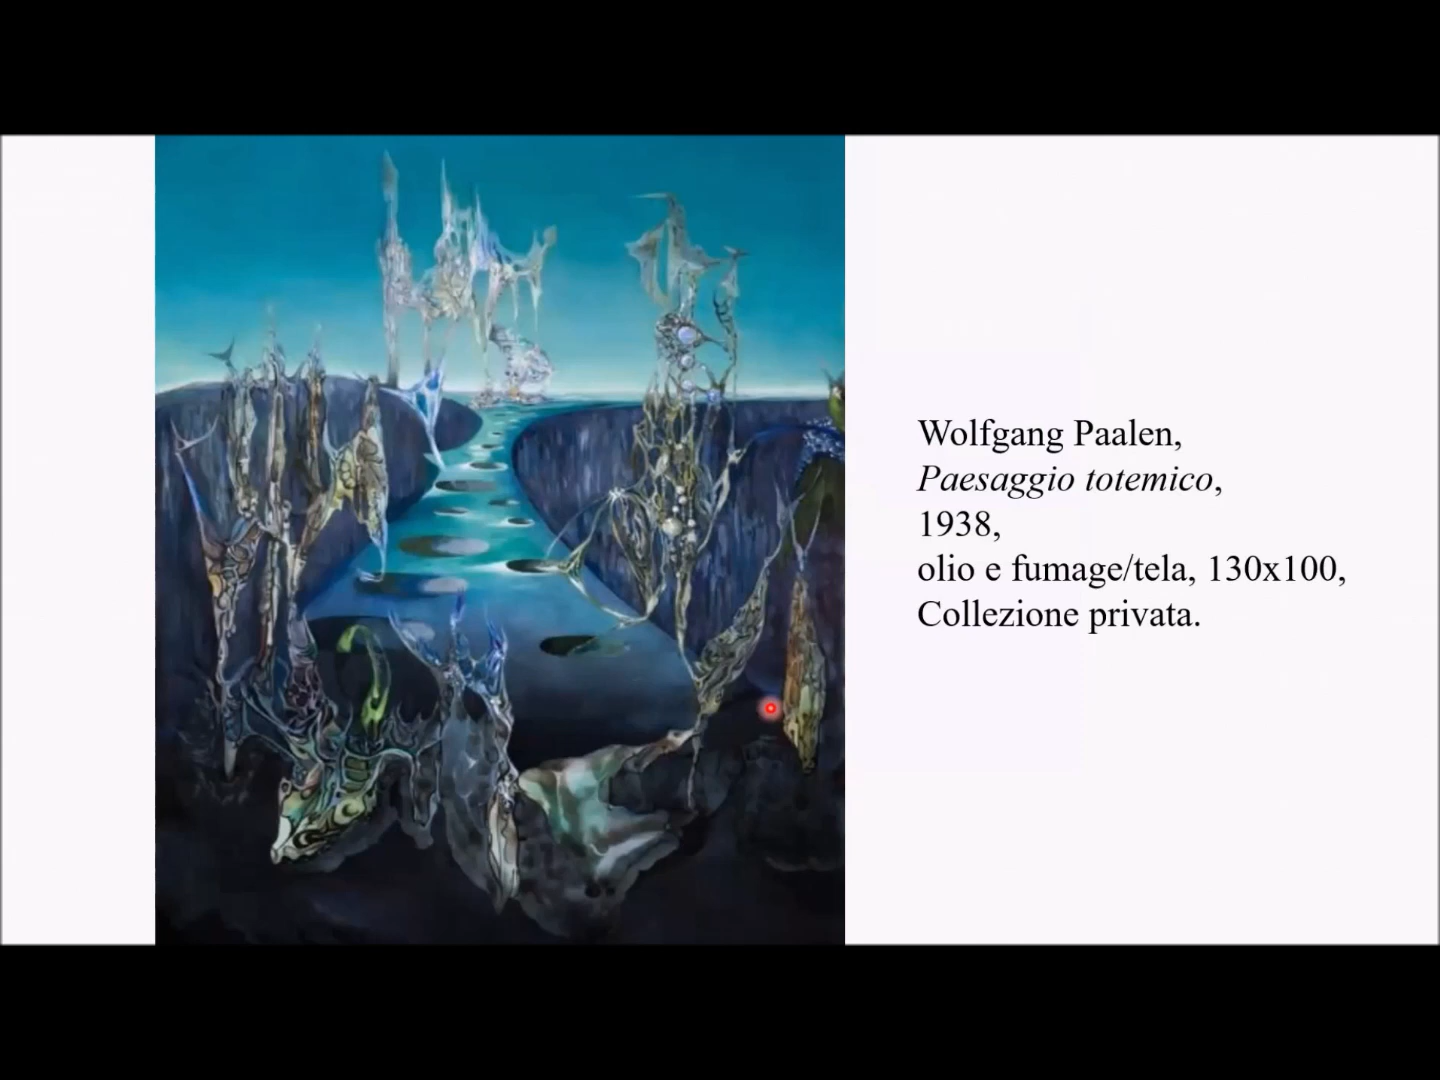 Wolfgang Paalen,
Paesaggio totemico,
1938,
olio e fumage/tela, 130x100,
Collezione privata.